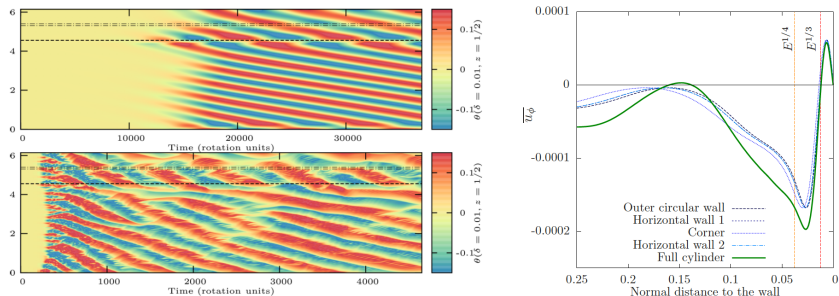 6
4
2
0
0
10000
20000
30000
Time (rotation units)
0.15
0
-0.15
θ(δ = 0.01, z = 1/2)
6
4
2
0
0
1000
2000
3000
4000
Time (rotation units)
0.15
0
-0.15
θ(δ = 0.01, z = 1/2)
0.0001
0
-0.0001
-0.0002
u̅ϕ
E^{1/4}
E^{1/3}
Outer circular wall
Horizontal wall 1
Corner
Horizontal wall 2
Full cylinder
0.25
0.2
0.15
0.1
0.05
0
Normal distance to the wall